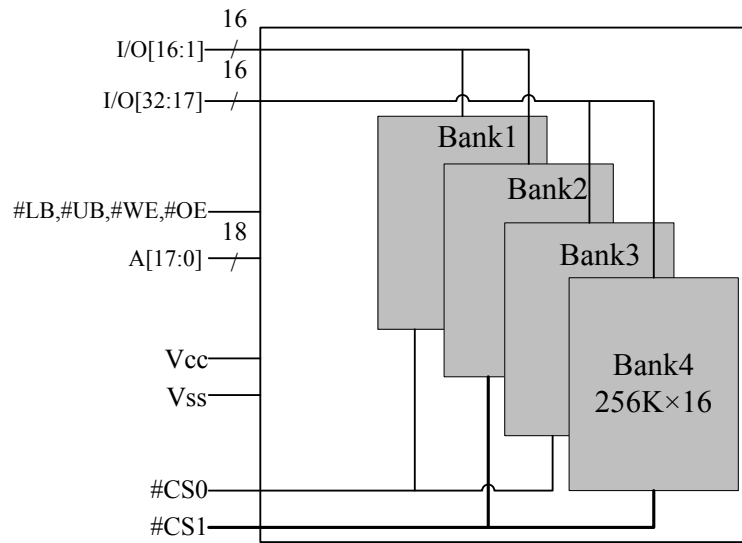 16
I/O[16:1]
16
I/O[32:17]
Bank1
Bank2
#LB,#UB,#WE,#OE
18
A[17:0]
Bank3
Vcc
Bank4
Vss
256K×16
#CS0
#CS1